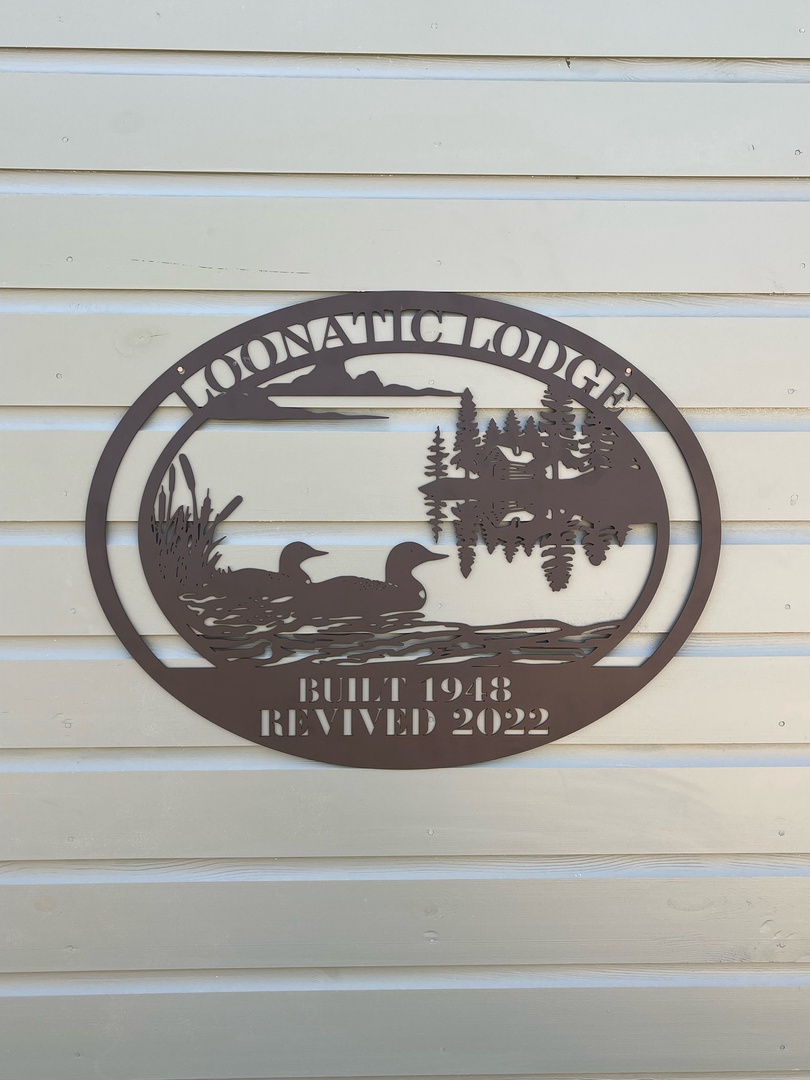 LOONATIC LODGE
BUILT 1948
REVIVED 2022